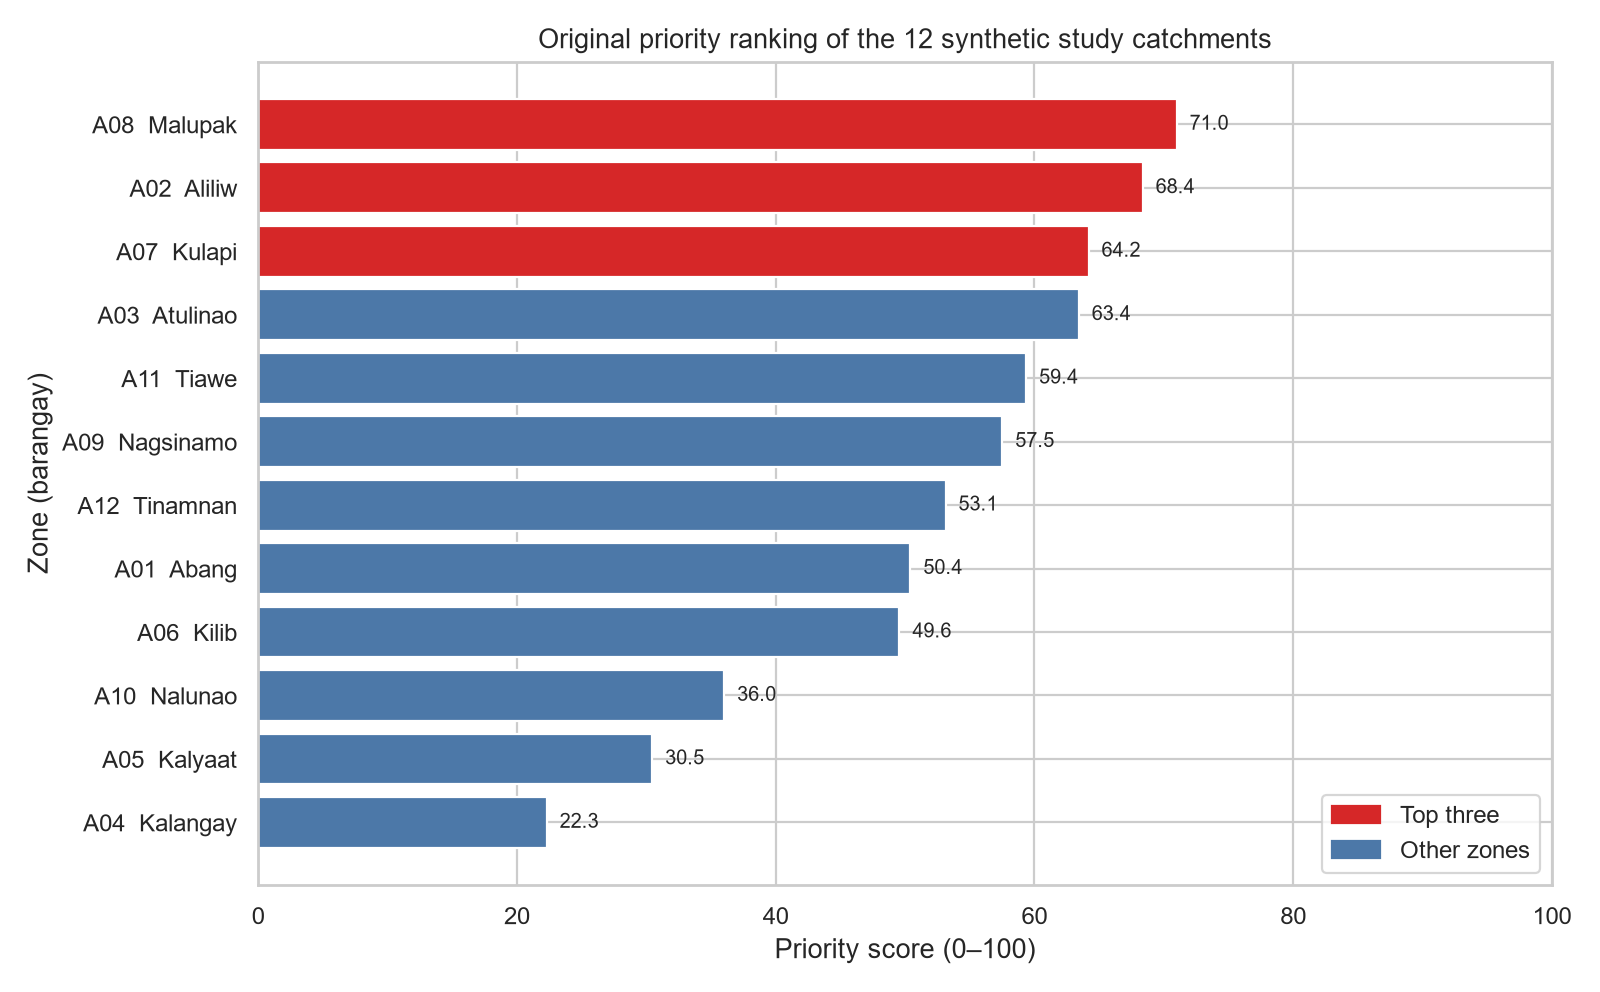 Original priority ranking of the 12 synthetic study catchments
Zone (barangay)
A08 Malupak 71.0
A02 Aliliw 68.4
A07 Kulapi 64.2
A03 Atulinao 63.4
A11 Tiawe 59.4
A09 Nagsinamo 57.5
A12 Tinamnan 53.1
A01 Abang 50.4
A06 Kilib 49.6
A10 Nalunao 36.0
A05 Kalyaat 30.5
A04 Kalangay 22.3
Top three
Other zones
0 20 40 60 80 100
Priority score (0–100)